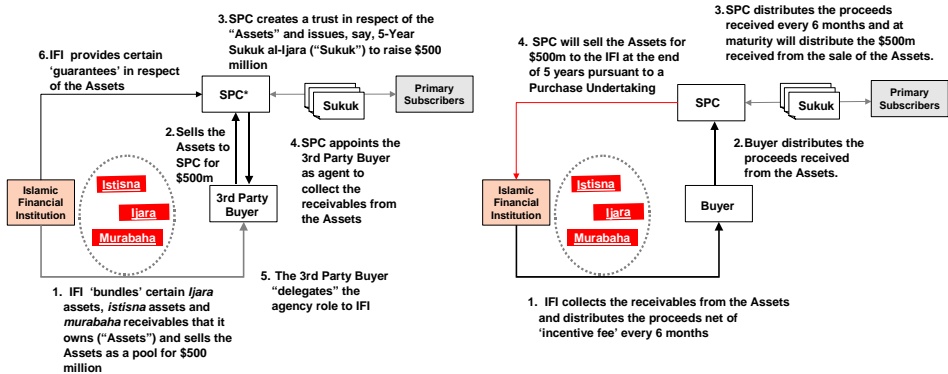 3. SPC creates a trust in respect of the
“Assets” and issues, say, 5-Year
Sukuk al-Ijara (“Sukuk”) to raise $500
million
6. IFI provides certain
‘guarantees’ in respect
of the Assets
SPC*
Sukuk
Primary
Subscribers
2. Sells the
Assets to
SPC for
$500m
4. SPC appoints the
3rd Party Buyer
as agent to
collect the
receivables from
the Assets
Islamic
Financial
Institution
Istisna
Ijara
Murabaha
3rd Party
Buyer
5. The 3rd Party Buyer
“delegates” the
agency role to IFI
1. IFI ‘bundles’ certain Ijara
assets, istisna assets and
murabaha receivables that it
owns (“Assets”) and sells the
Assets as a pool for $500
million
3. SPC distributes the proceeds
received every 6 months and at
maturity will distribute the $500m
received from the sale of the Assets.
4. SPC will sell the Assets for
$500m to the IFI at the end
of 5 years pursuant to a
Purchase Undertaking
SPC
Sukuk
Primary
Subscribers
2. Buyer distributes the
proceeds received
from the Assets.
Islamic
Financial
Institution
Istisna
Ijara
Murabaha
Buyer
1. IFI collects the receivables from the Assets
and distributes the proceeds net of
‘incentive fee’ every 6 months